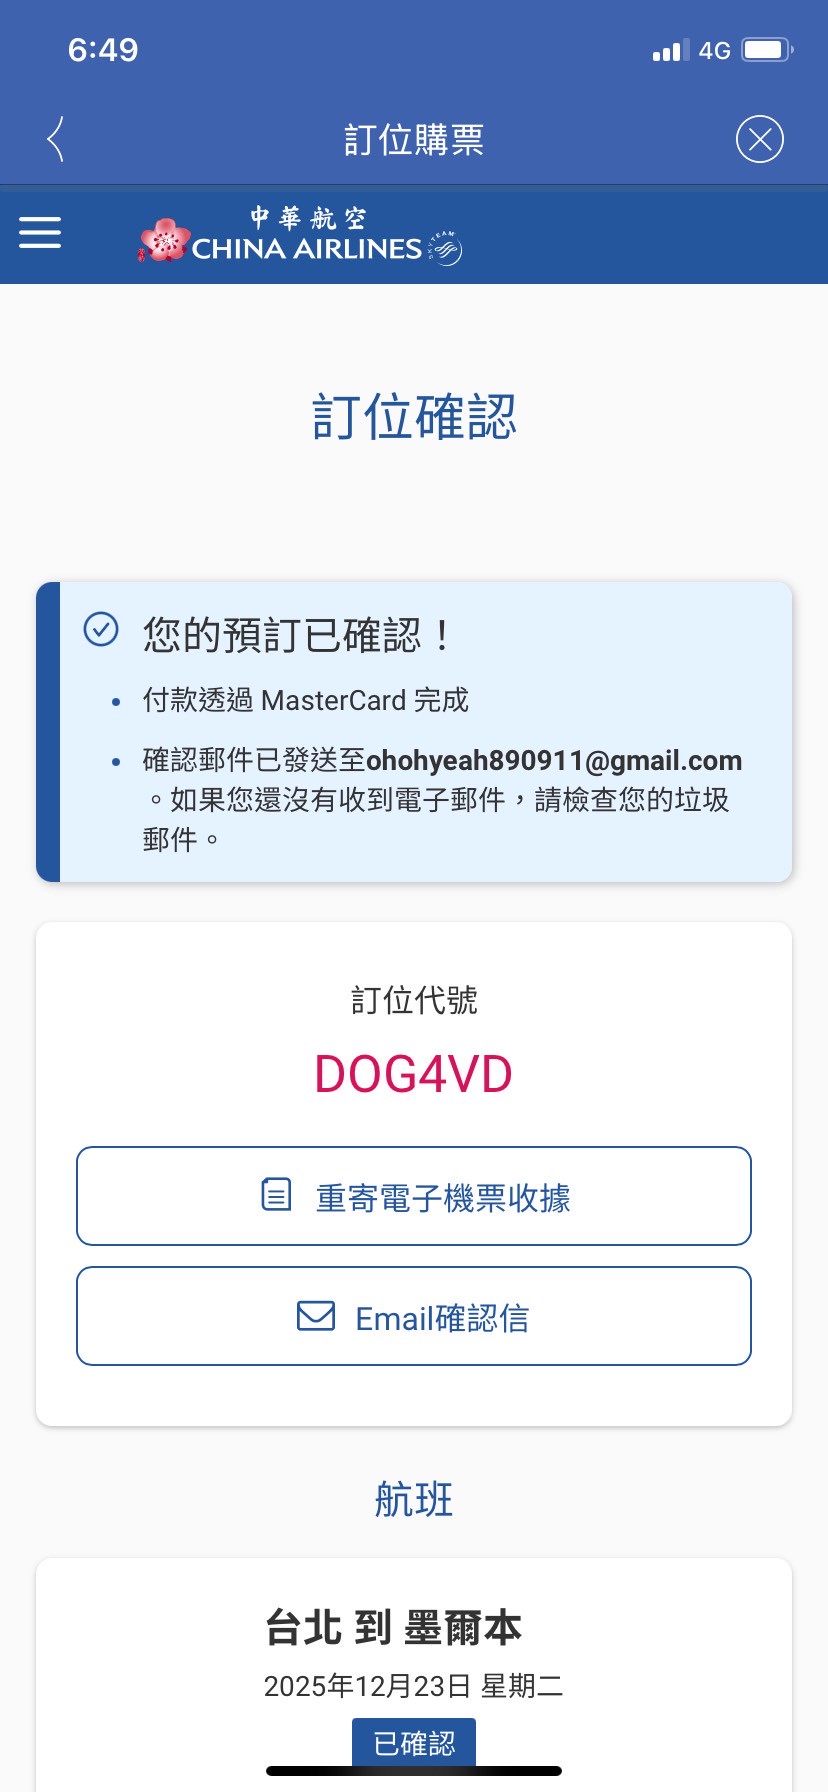 6:49
4G
訂位購票
中華航空
CHINA AIRLINES
SKYTEAM
訂位確認
您的預訂已確認！
付款透過 MasterCard 完成
確認郵件已發送至ohohyeah890911@gmail.com
。如果您還沒有收到電子郵件，請檢查您的垃圾
郵件。
訂位代號
DOG4VD
重寄電子機票收據
Email確認信
航班
台北 到 墨爾本
2025年12月23日 星期二
已確認